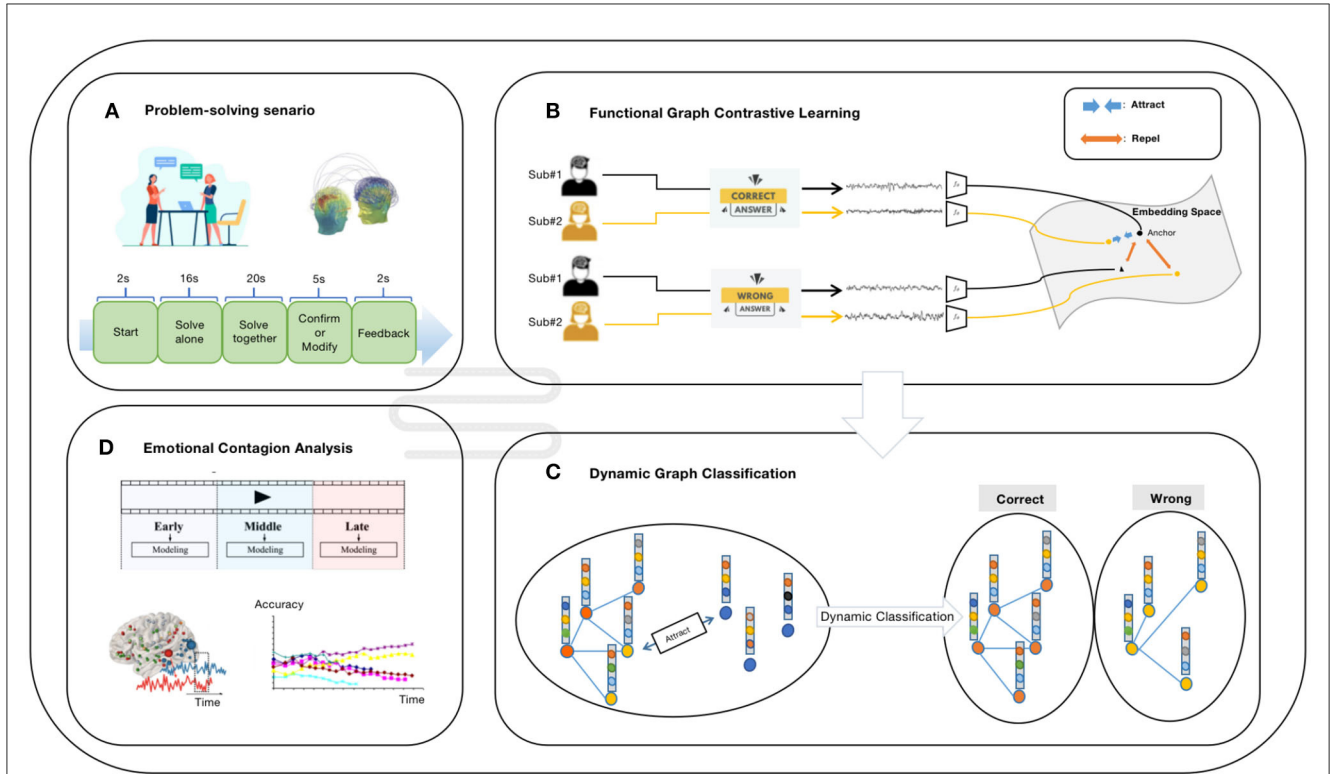 A
Problem-solving senario
2s
16s
20s
5s
2s
Start
Solve
alone
Solve
together
Confirm
or
Modify
Feedback
B
Functional Graph Contrastive Learning
: Attract
: Repel
Sub#1
Sub#2
CORRECT
ANSWER
Sub#1
Sub#2
WRONG
ANSWER
Embedding Space
Anchor
D
Emotional Contagion Analysis
Early
Middle
Late
Modeling
Modeling
Modeling
Time
Accuracy
Time
C
Dynamic Graph Classification
Attract
Dynamic Classification
Correct
Wrong